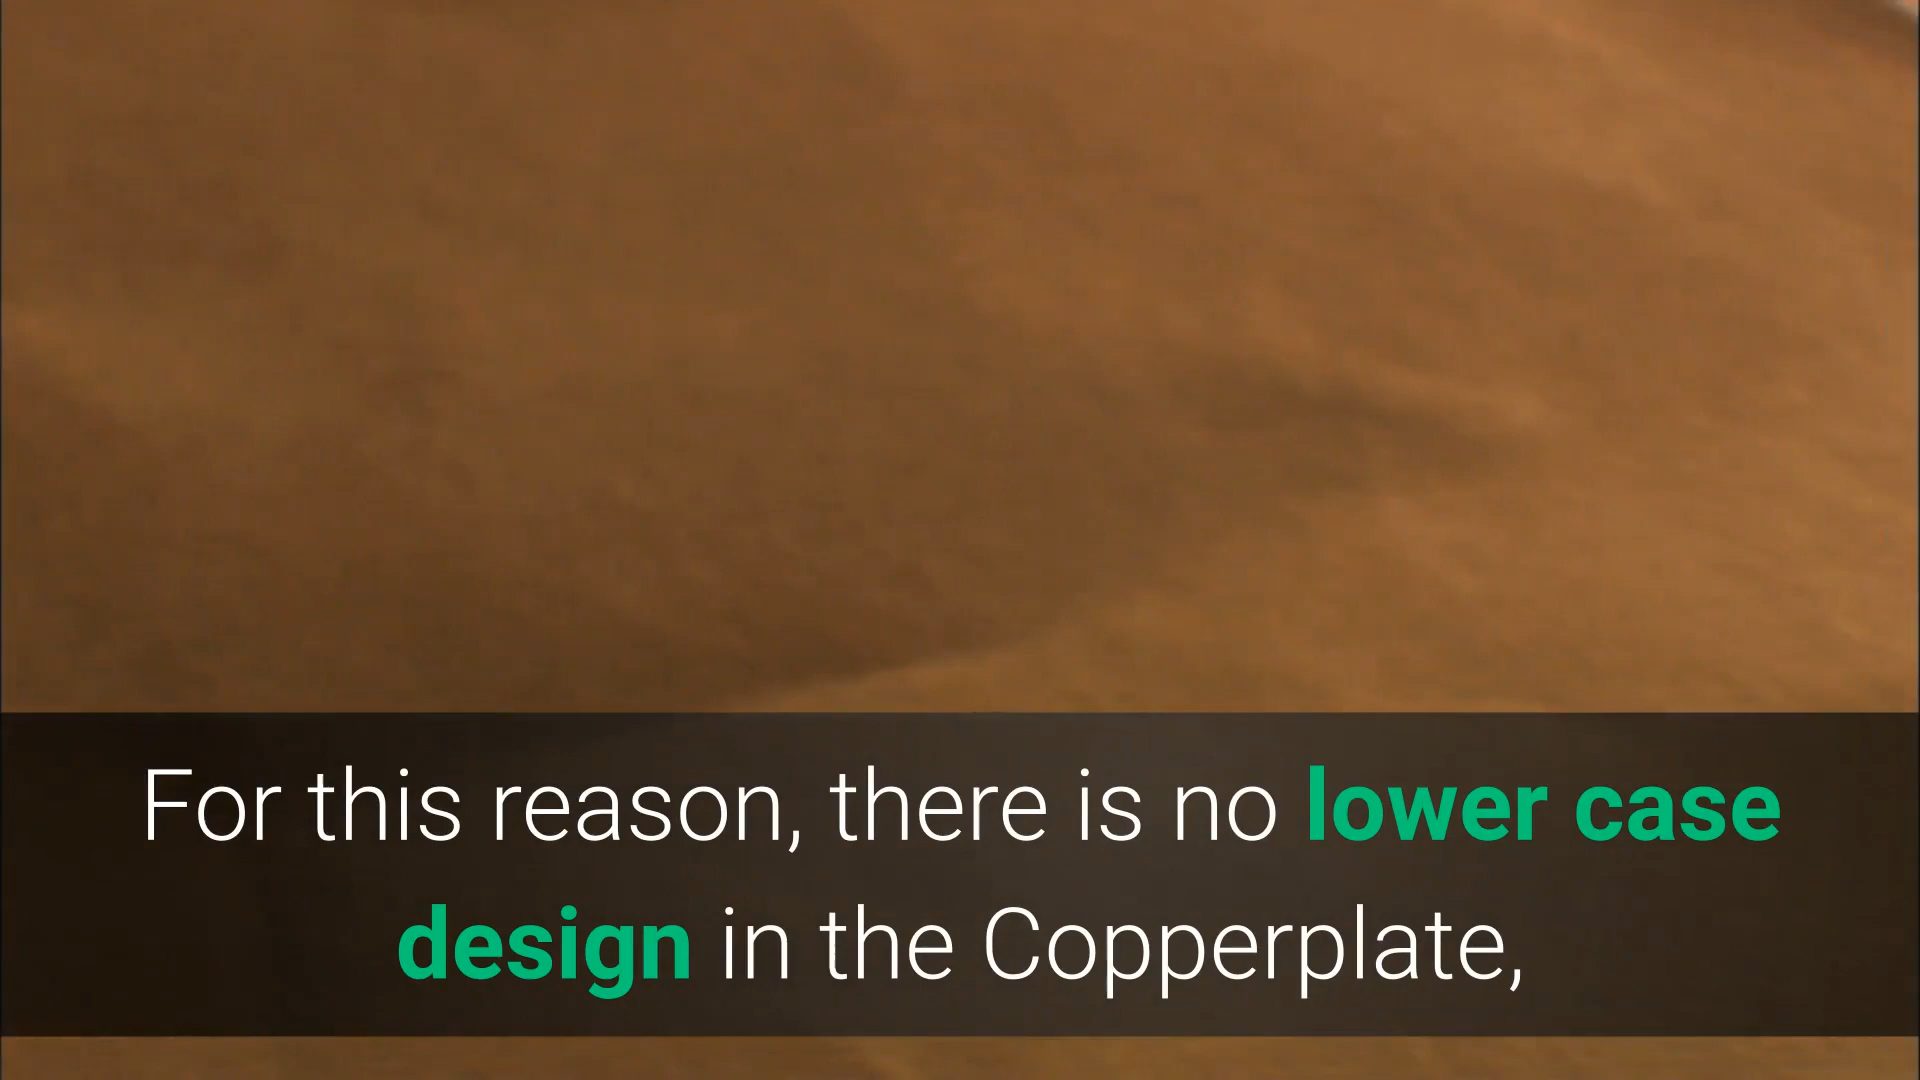 For this reason, there is no lower case
design in the Copperplate,